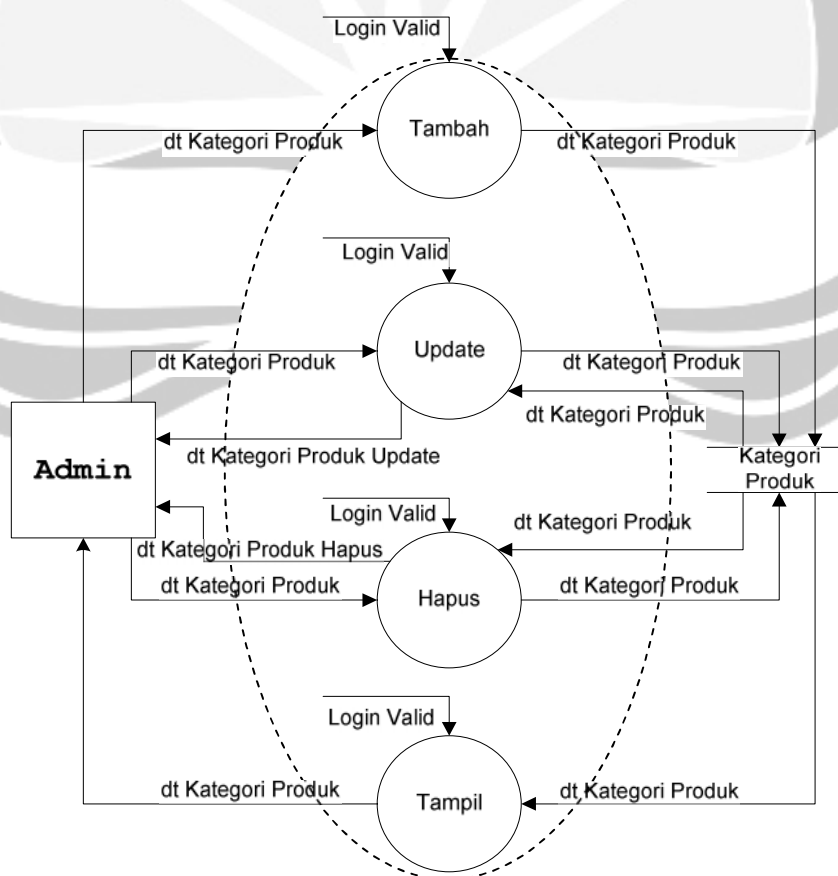 Login Valid
Tambah
dt Kategori Produk
dt Kategori Produk
Login Valid
Update
dt Kategori Produk
dt Kategori Produk
dt Kategori Produk
dt Kategori Produk Update
Admin
Kategori
Produk
Login Valid
dt Kategori Produk
dt Kategori Produk Hapus
dt Kategori Produk
Hapus
dt Kategori Produk
Login Valid
dt Kategori Produk
Tampil
dt Kategori Produk